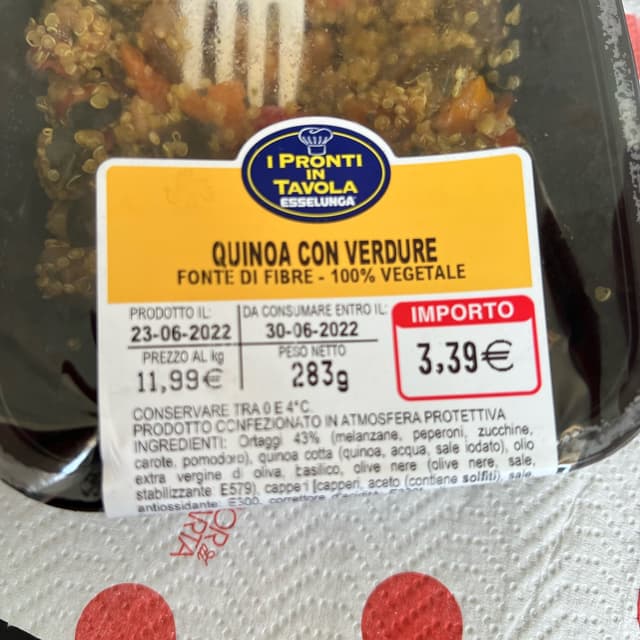 I PRONTI
IN
TAVOLA
ESSELUNGA
QUINOA CON VERDURE
FONTE DI FIBRE - 100% VEGETALE
PRODOTTO IL: DA CONSUMARE ENTRO IL: IMPORTO
23-06-2022 30-06-2022
PREZZO AL kg PESO NETTO 3,39€
11,99€ 283g
CONSERVARE TRA 0 E 4°C.
PRODOTTO CONFEZIONATO IN ATMOSFERA PROTETTIVA
INGREDIENTI: Ortaggi 43% (melanzane, peperoni, zucchine,
carote, pomodoro), quinoa cotta (quinoa, acqua, sale iodato), olio
extra vergine di oliva, basilico, olive nere (olive nere, sale,
stabilizzante E579), capperi [capperi, aceto (contiene solfiti), sale,
antiossidante: E300,